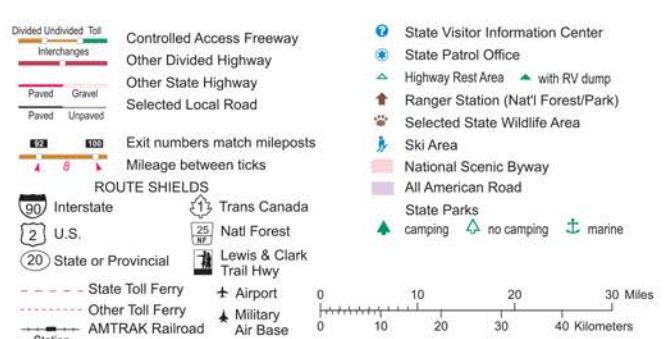 Divided Undivided Toll
Controlled Access Freeway
Interchanges
Other Divided Highway
Other State Highway
Paved Gravel
Selected Local Road
Paved Unpaved
92 100
Exit numbers match mileposts
8
Mileage between ticks
ROUTE SHIELDS
90 Interstate
1 Trans Canada
2 U.S.
25 NF Natl Forest
20 State or Provincial
Lewis & Clark
Trail Hwy
State Toll Ferry
Airport
Other Toll Ferry
Military
Air Base
AMTRAK Railroad
Station
? State Visitor Information Center
State Patrol Office
Highway Rest Area with RV dump
Ranger Station (Nat'l Forest/Park)
Selected State Wildlife Area
Ski Area
National Scenic Byway
All American Road
State Parks
camping no camping marine
0 10 20 30 Miles
0 10 20 30 40 Kilometers